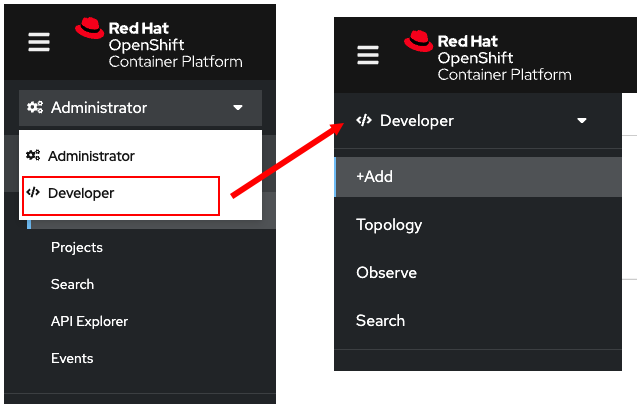 Red Hat
OpenShift
Container Platform
Administrator
Administrator
Developer
Projects
Search
API Explorer
Events
Red Hat
OpenShift
Container Platform
Developer
+Add
Topology
Observe
Search